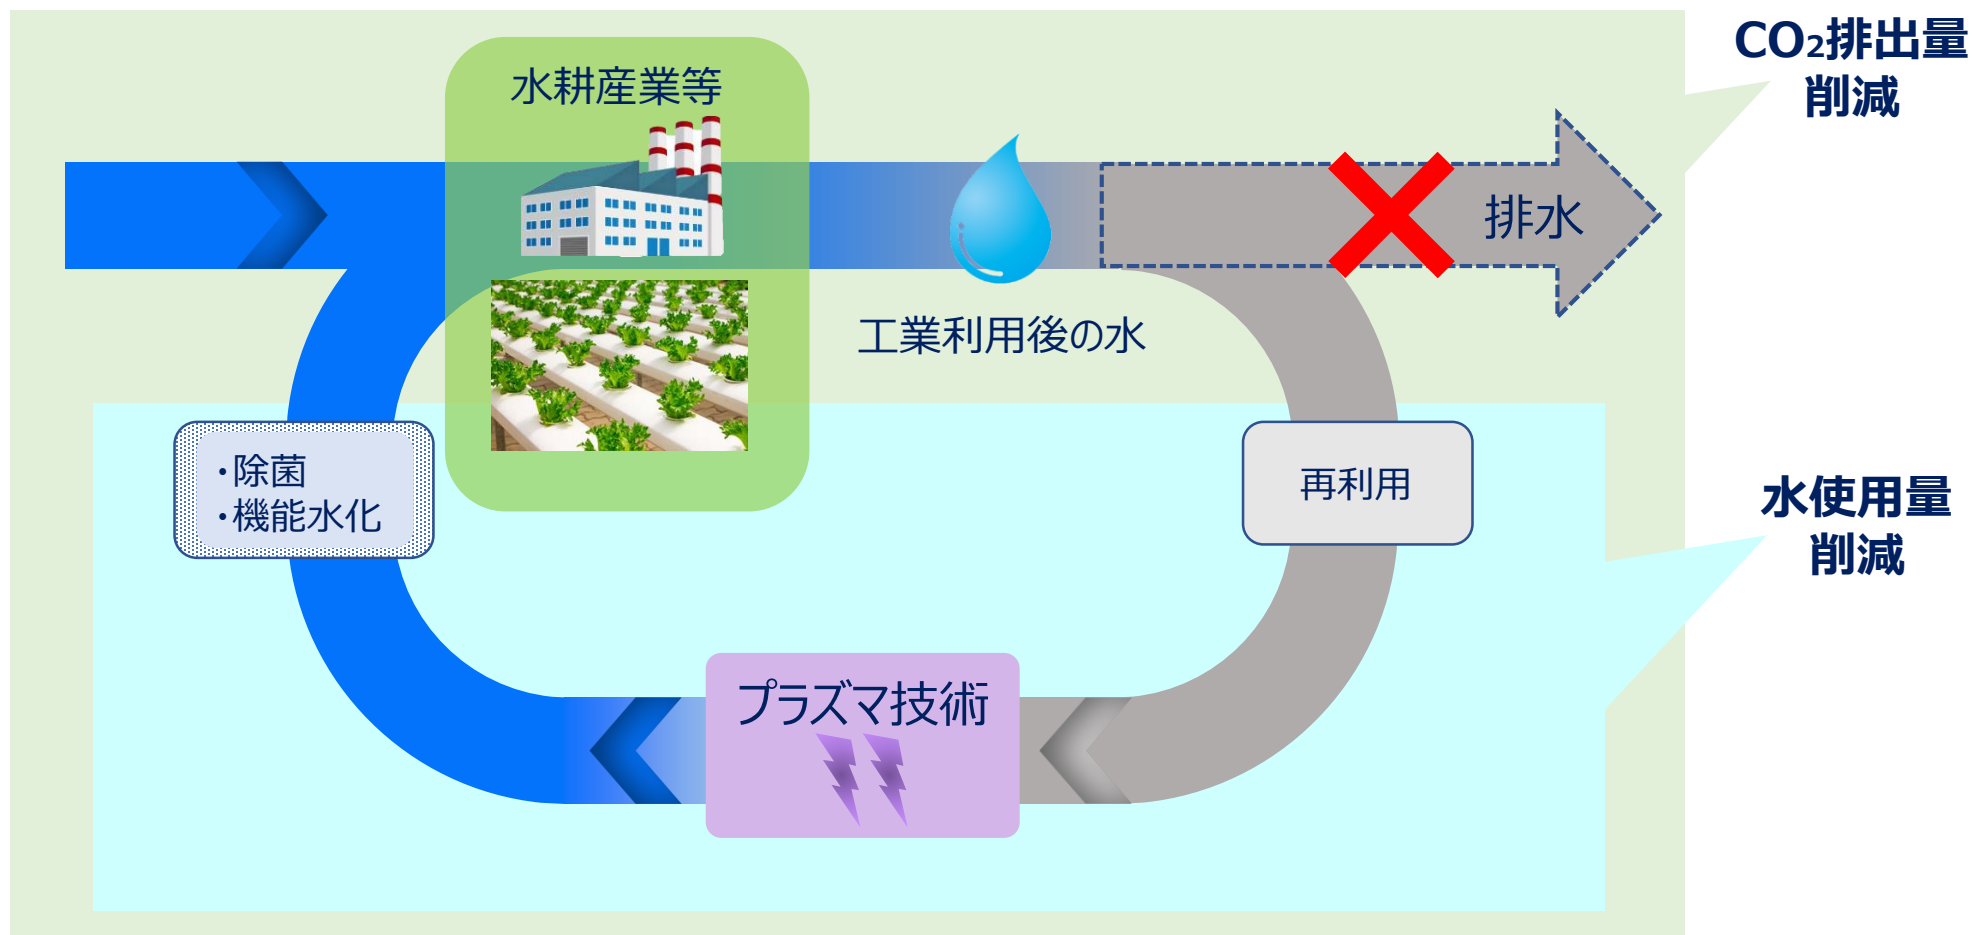 CO₂排出量
削減
水耕産業等
排水
工業利用後の水
・除菌
・機能水化
再利用
水使用量
削減
プラズマ技術